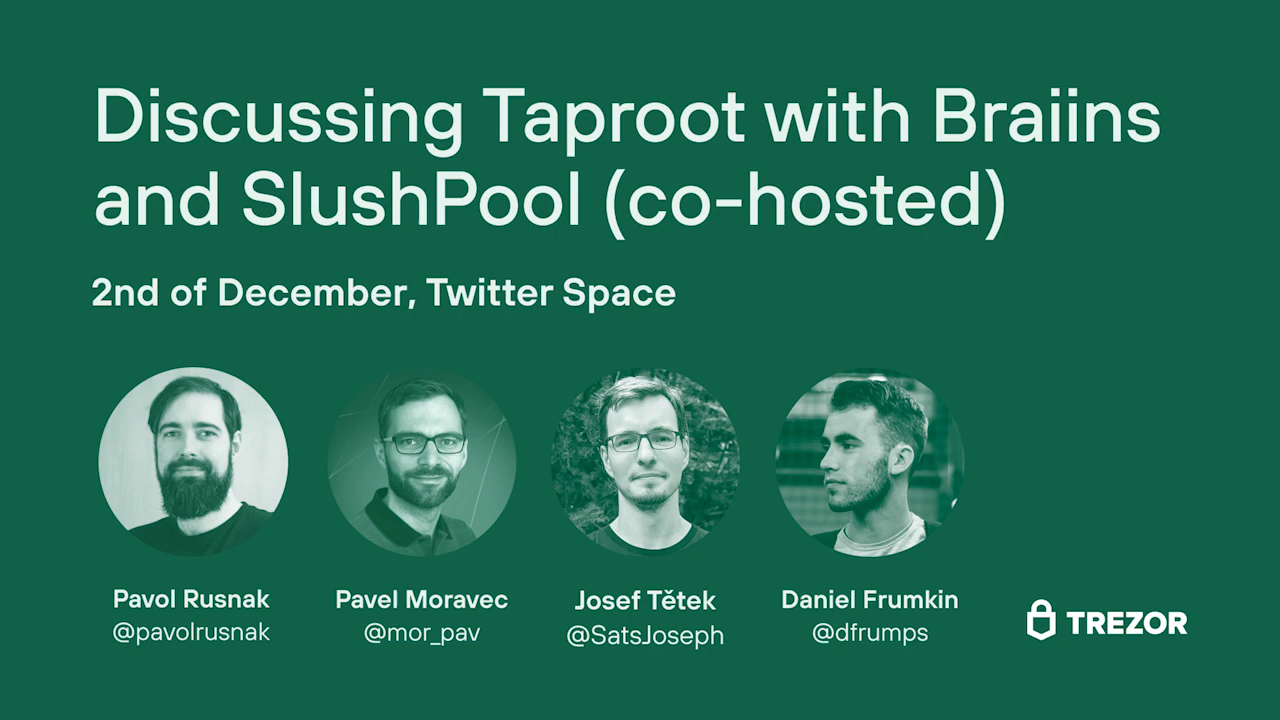 Discussing Taproot with Braiins
and SlushPool (co-hosted)
2nd of December, Twitter Space
Pavol Rusnak
@pavolrusnak
Pavel Moravec
@mor_pav
Josef Tětek
@SatsJoseph
Daniel Frumkin
@dfrumps
TREZOR